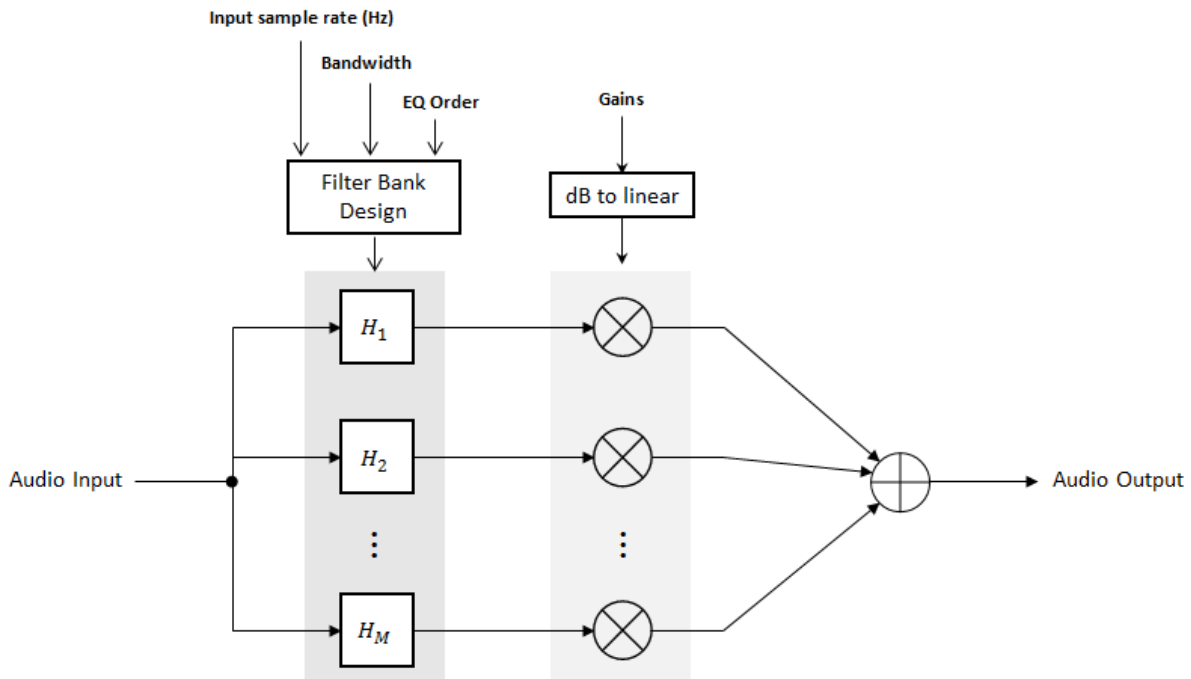 Input sample rate (Hz)
Bandwidth
EQ Order
Gains
Filter Bank
Design
dB to linear
H₁
H₂
⋮
⋮
Audio Input
Audio Output
H_M